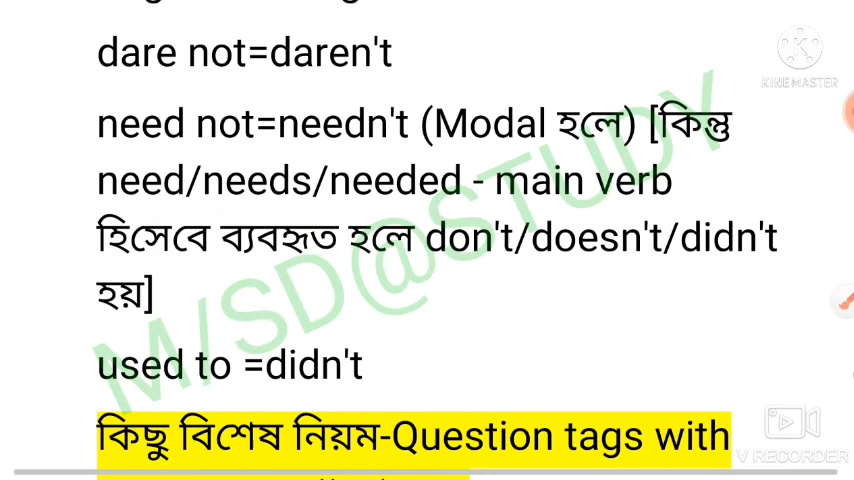 dare not=daren't
KINEMASTER
need not=needn't (Modal হলে) [কিন্তু
need/needs/needed - main verb
হিসেবে ব্যবহৃত হলে don't/doesn't/didn't
হয়]
M/SD@STUDY
used to =didn't
কিছু বিশেষ নিয়ম-Question tags with
V RECORDER